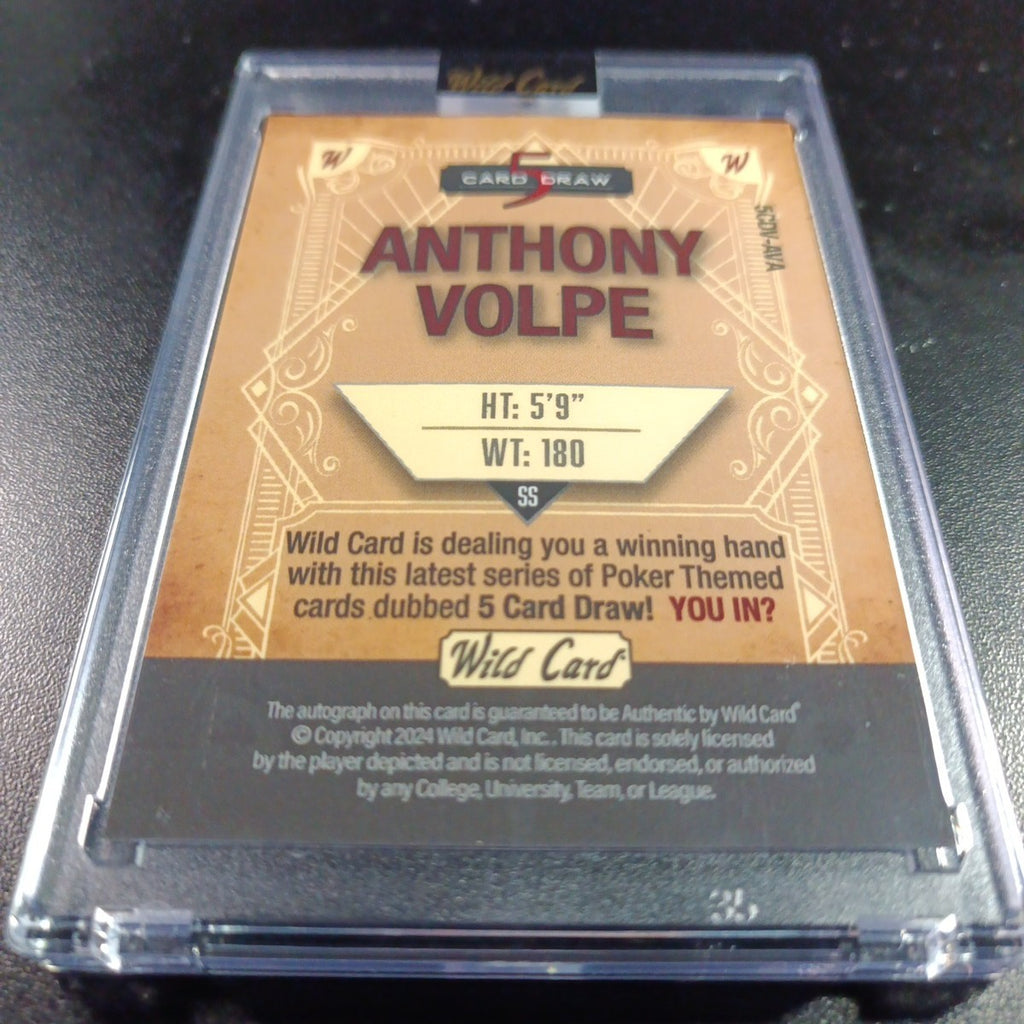 Wild Card
W
W
5
CARD DRAW
5CDV-AVA
ANTHONY
VOLPE
HT: 5'9"
WT: 180
SS
Wild Card is dealing you a winning hand
with this latest series of Poker Themed
cards dubbed 5 Card Draw! YOU IN?
Wild Card
The autograph on this card is guaranteed to be Authentic by Wild Card®
© Copyright 2024 Wild Card, Inc.. This card is solely licensed
by the player depicted and is not licensed, endorsed, or authorized
by any College, University, Team, or League.
35